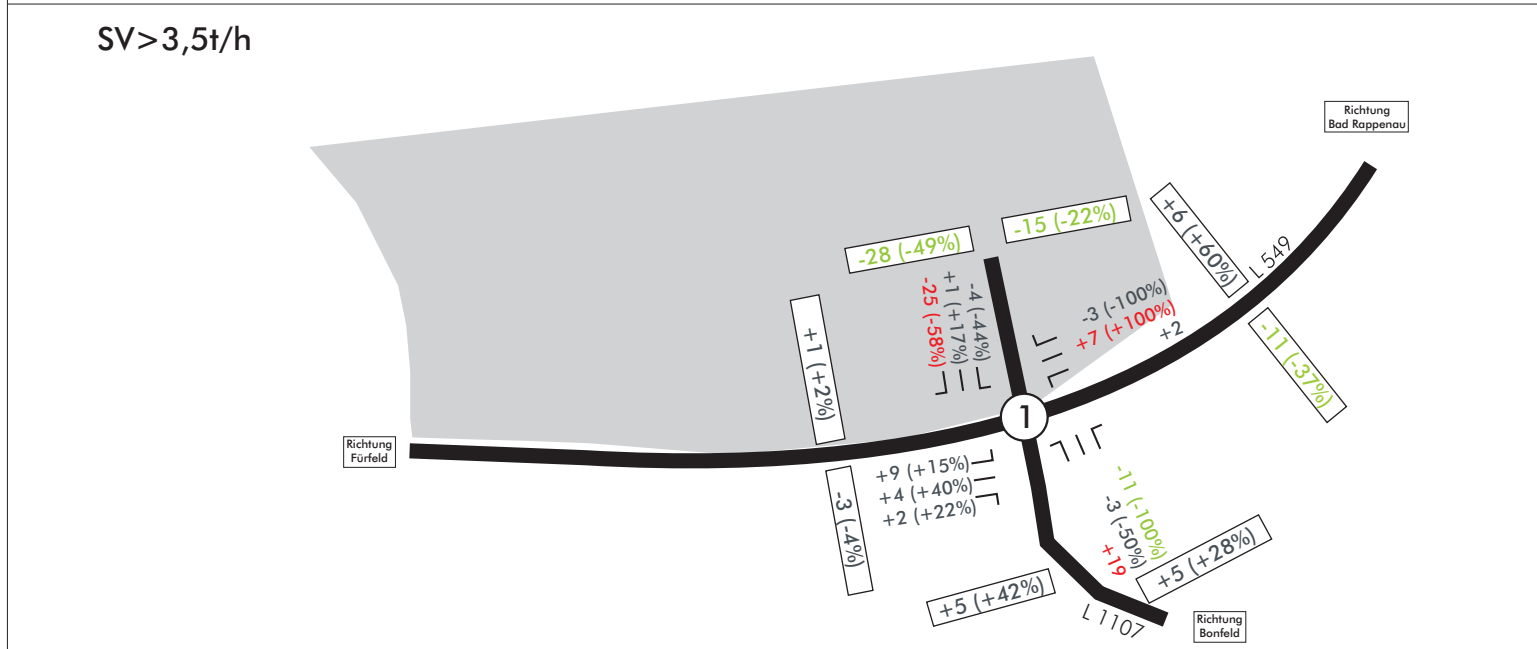 SV>3,5t/h
Richtung
Bad Rappenau
-15 (-22%)
+6 (+60%)
-28 (-49%)
L 549
-25 (-58%)
+1 (+17%)
-4 (-44%)
-3 (-100%)
+7 (+100%)
+2
-11 (-37%)
+1 (+2%)
1
Richtung
Fürfeld
-3 (-4%)
+9 (+15%)
+4 (+40%)
+2 (+22%)
-11 (-100%)
-3 (-50%)
+19
+5 (+28%)
+5 (+42%)
L 1107
Richtung
Bonfeld